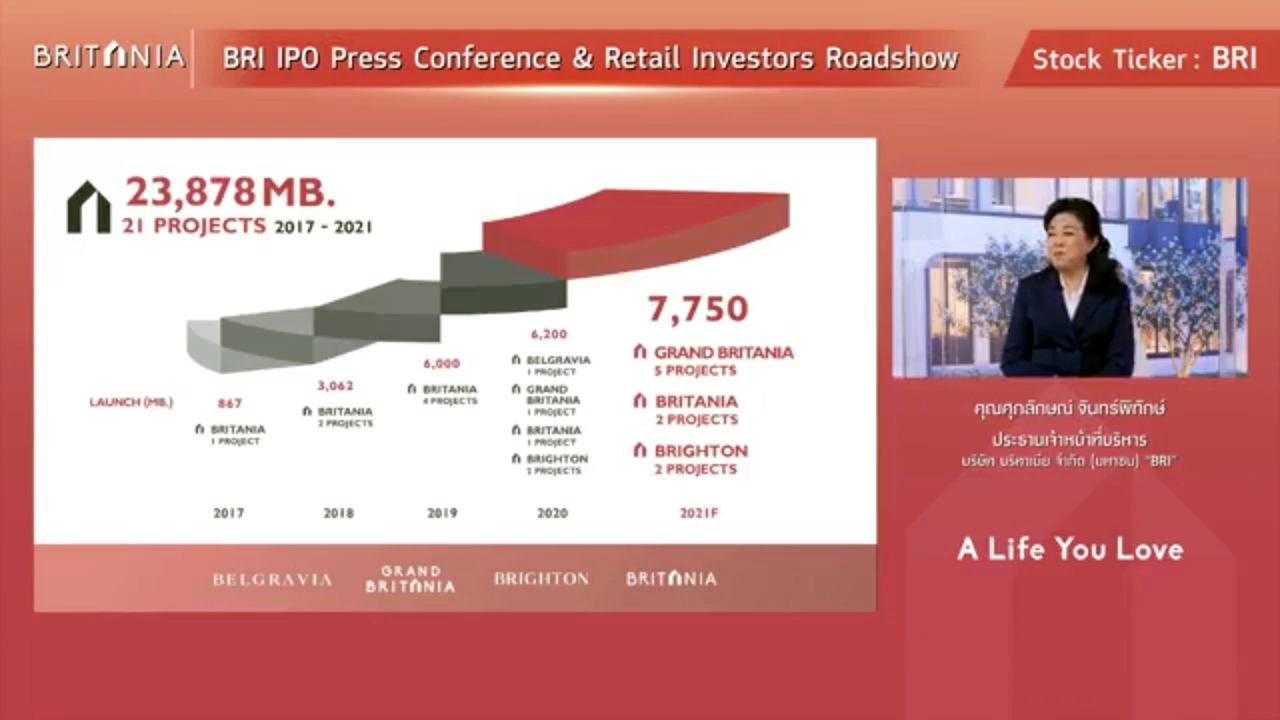 BRITANIA
BRI IPO Press Conference & Retail Investors Roadshow
Stock Ticker : BRI
23,878 MB.
21 PROJECTS 2017 - 2021
LAUNCH (MB.)
867
BRITANIA
1 PROJECT
2017
3,062
BRITANIA
2 PROJECTS
2018
6,000
BRITANIA
4 PROJECTS
2019
6,200
BELGRAVIA
1 PROJECT
GRAND
BRITANIA
1 PROJECT
BRITANIA
1 PROJECT
BRIGHTON
2 PROJECTS
2020
7,750
GRAND BRITANIA
5 PROJECTS
BRITANIA
2 PROJECTS
BRIGHTON
2 PROJECTS
2021F
BELGRAVIA
GRAND
BRITANIA
BRIGHTON
BRITANIA
คุณศุภลักษณ์ จันทร์พิทักษ์
ประธานเจ้าหน้าที่บริหาร
บริษัท บริทาเนีย จำกัด (มหาชน) "BRI"
A Life You Love